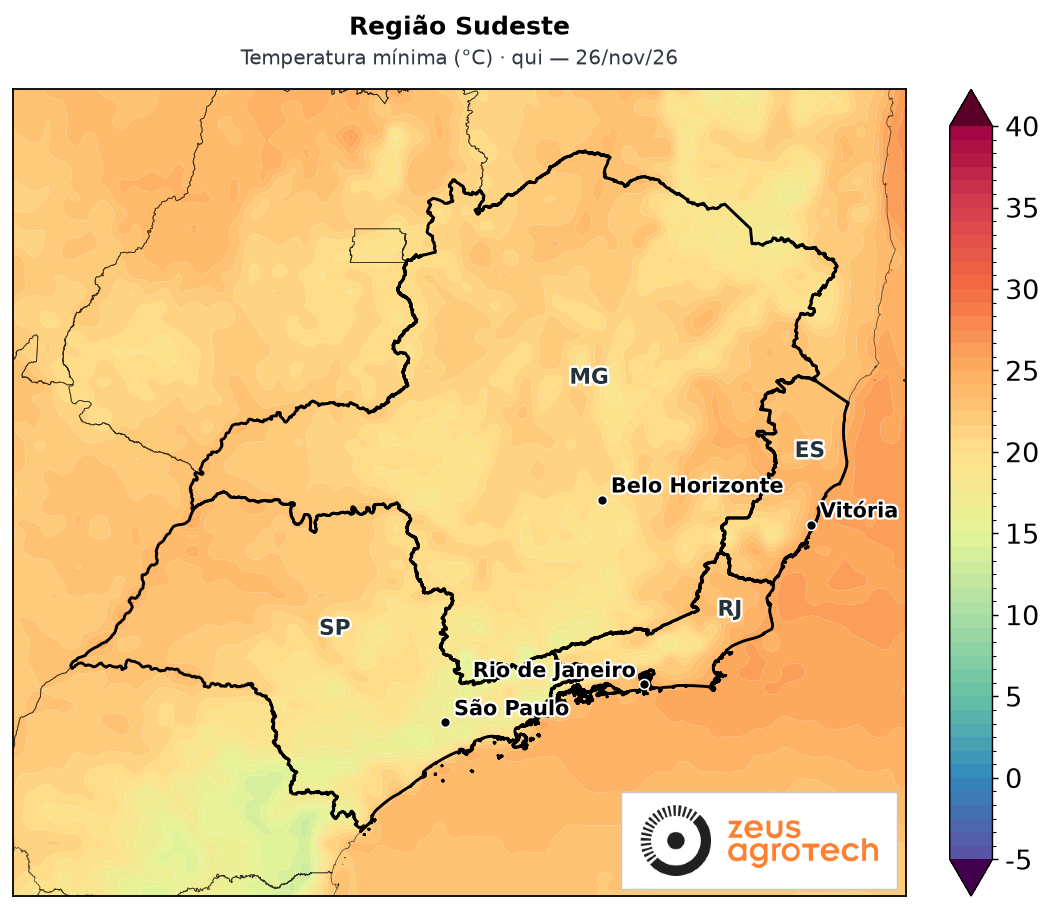 Região Sudeste
Temperatura mínima (°C) · qui — 26/nov/26
40
35
30
25
20
15
10
5
0
-5
MG
ES
Belo Horizonte
Vitória
RJ
SP
Rio de Janeiro
São Paulo
zeus
agrotech